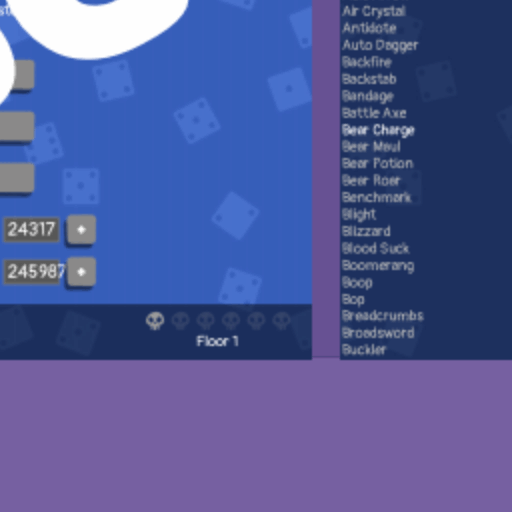 24317
245987
Floor 1
Air Crystal
Antidote
Auto Dagger
Backfire
Backstab
Bandage
Battle Axe
Bear Charge
Bear Maul
Bear Potion
Bear Roar
Benchmark
Blight
Blizzard
Blood Suck
Boomerang
Boop
Bop
Breadcrumbs
Broadsword
Buckler